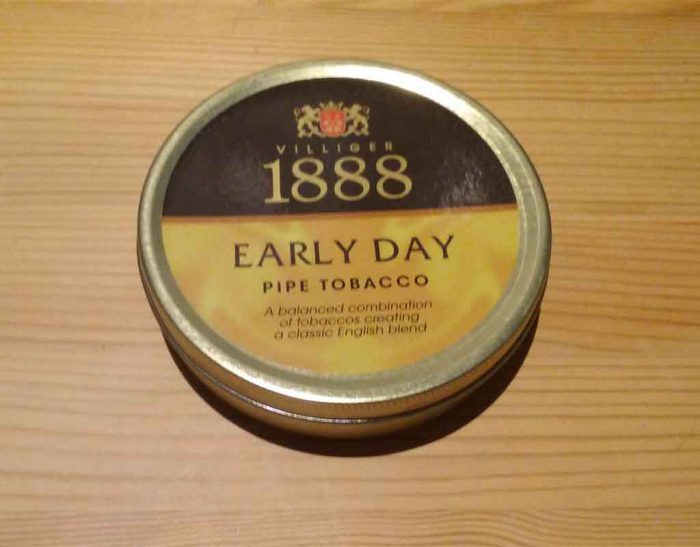 VILLIGER
1888
EARLY DAY
PIPE TOBACCO
A balanced combination
of tobaccos creating
a classic English blend